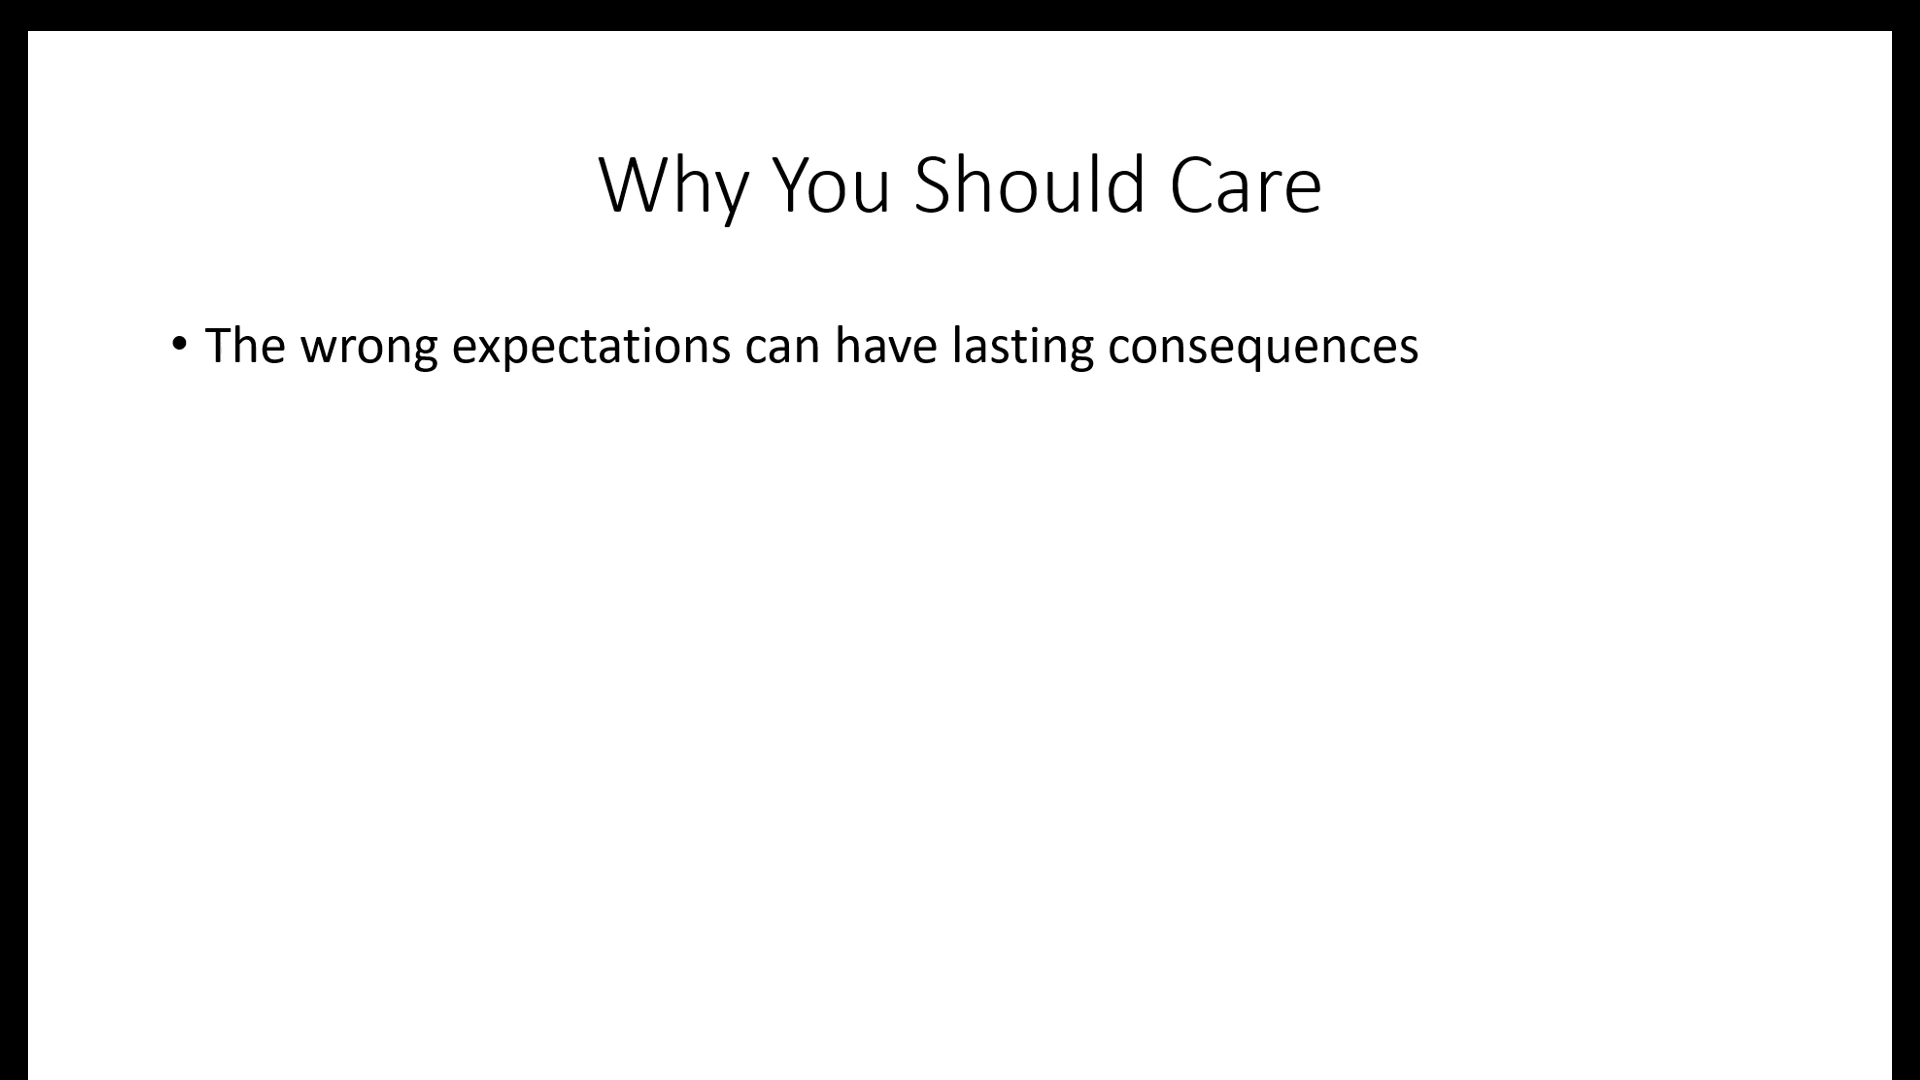 Why You Should Care
• The wrong expectations can have lasting consequences